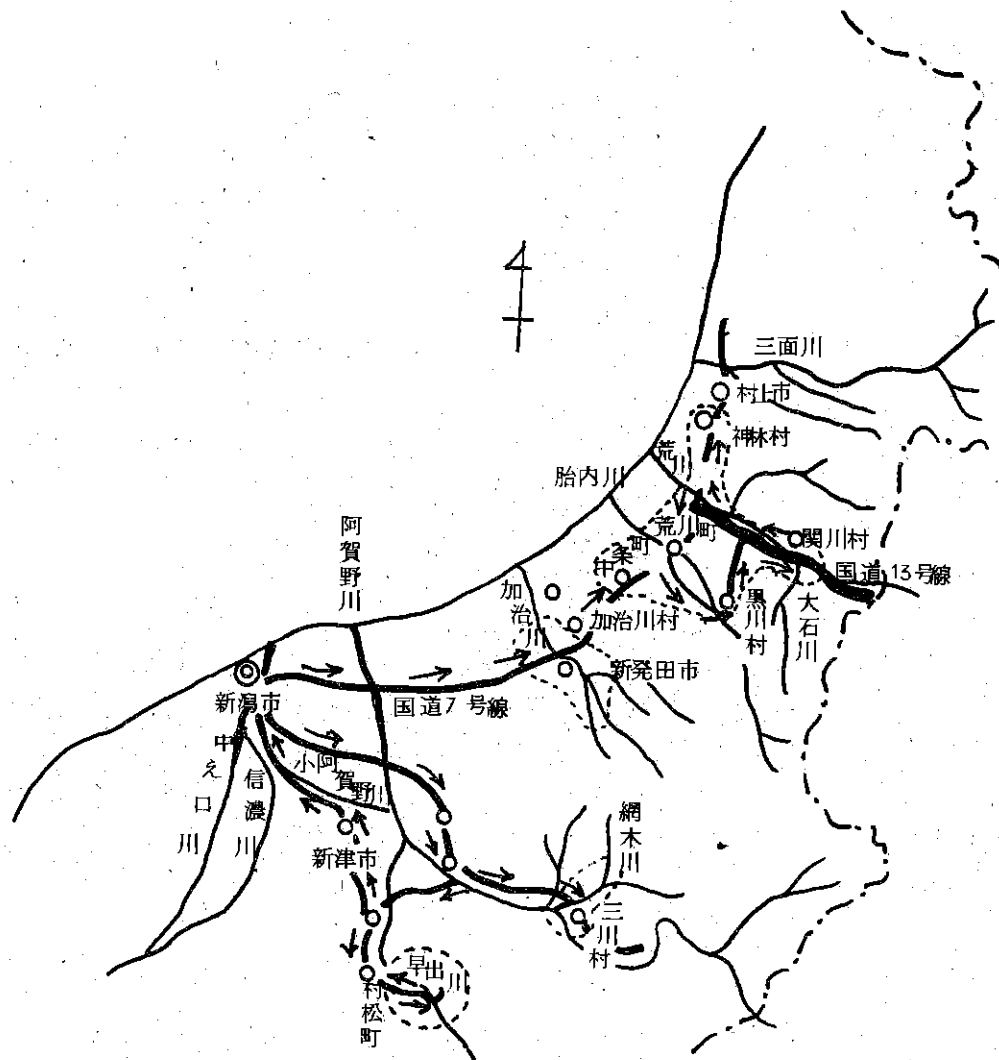 三面川
村上市
神林村
荒川
胎内川
荒川町
関川村
国道13号線
中条町
阿賀野川
加治川
加治川村
黒川村
大石川
新発田市
新潟市
国道7号線
中え口川
信濃川
小阿賀野川
新津市
網木川
三川村
早出川
村松町